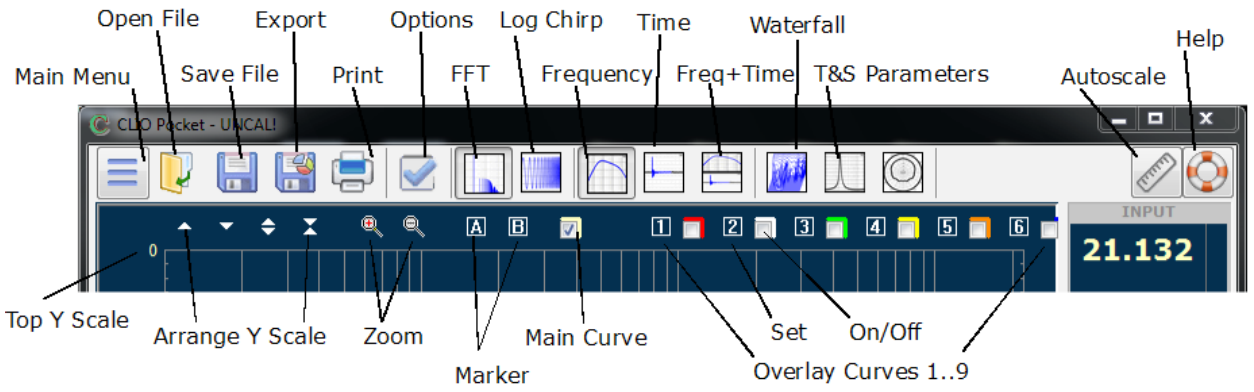 Open File
Export
Options
Log Chirp
Time
Waterfall
Help
Main Menu
Save File
Print
FFT
Frequency
Freq+Time
T&S Parameters
Autoscale
CLIO Pocket - UNCAL!
A
B
1
2
3
4
5
6
INPUT
21.132
0
Top Y Scale
Arrange Y Scale
Zoom
Main Curve
Set
On/Off
Marker
Overlay Curves 1..9